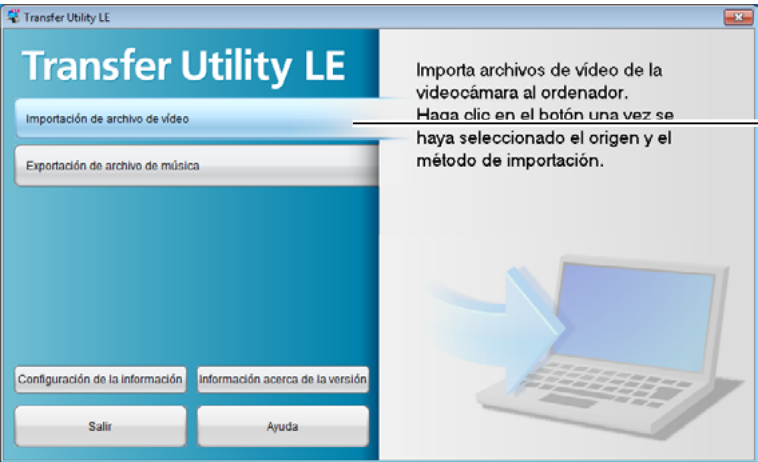 Transfer Utility LE
Transfer Utility LE
Importación de archivo de vídeo
Exportación de archivo de música
Configuración de la información
Información acerca de la versión
Salir
Ayuda
Importa archivos de vídeo de la
videocámara al ordenador.
Haga clic en el botón una vez se
haya seleccionado el origen y el
método de importación.